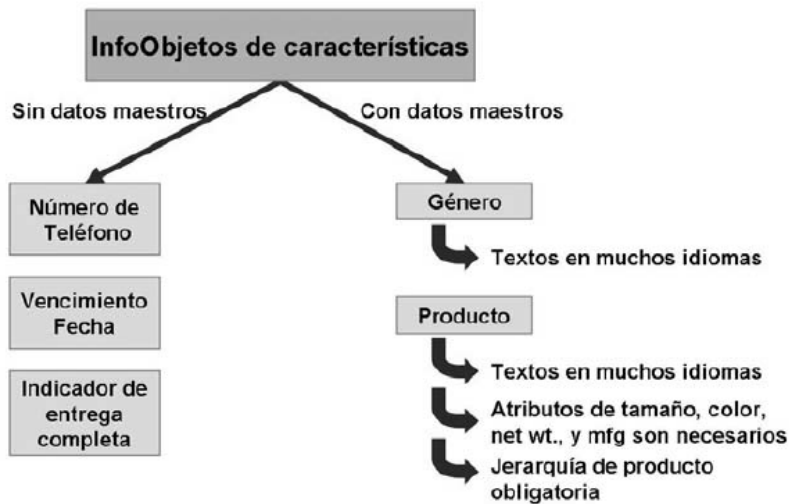 InfoObjetos de características
Sin datos maestros
Con datos maestros
Número de
Teléfono
Vencimiento
Fecha
Indicador de
entrega
completa
Género
Textos en muchos idiomas
Producto
Textos en muchos idiomas
Atributos de tamaño, color,
net wt., y mfg son necesarios
Jerarquía de producto
obligatoria